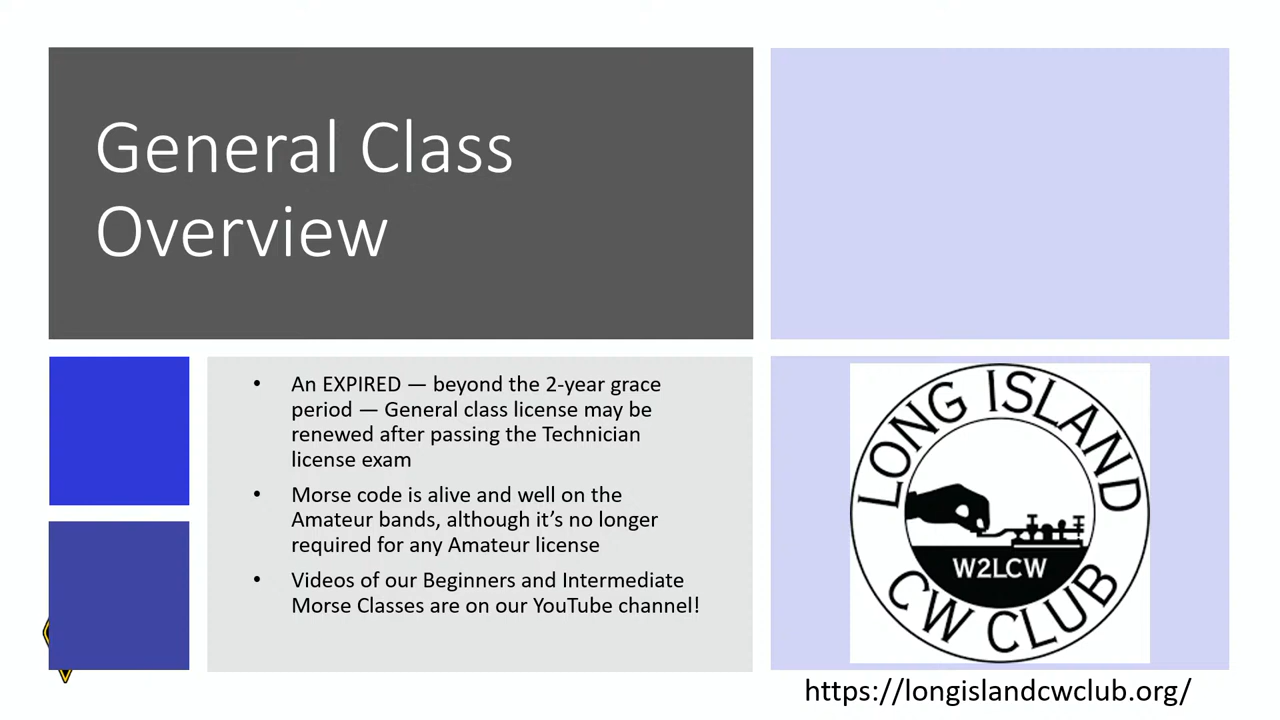 General Class
Overview
An EXPIRED — beyond the 2-year grace
period — General class license may be
renewed after passing the Technician
license exam
Morse code is alive and well on the
Amateur bands, although it’s no longer
required for any Amateur license
Videos of our Beginners and Intermediate
Morse Classes are on our YouTube channel!
LONG ISLAND
W2LCW
CW CLUB
https://longislandcwclub.org/